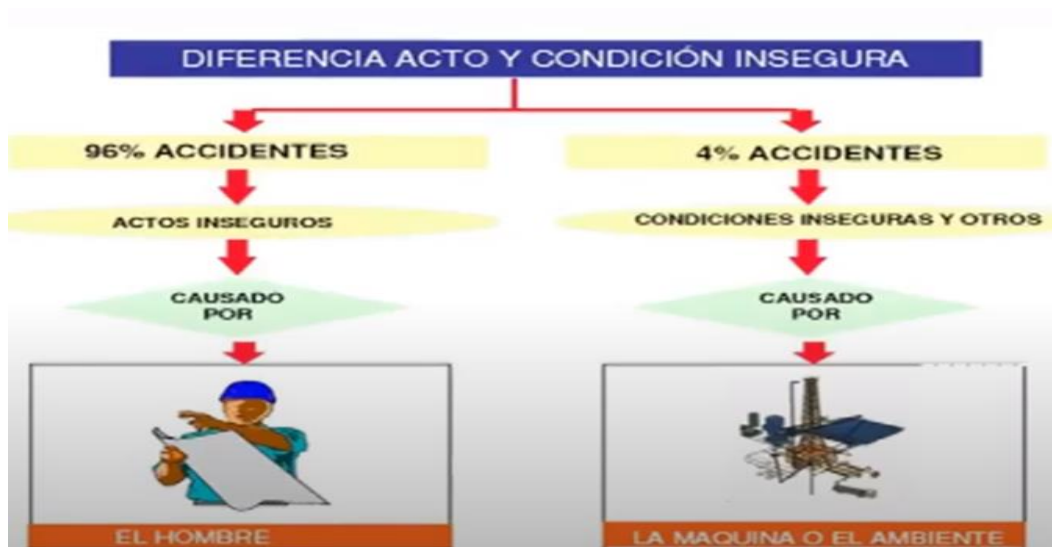 DIFERENCIA ACTO Y CONDICIÓN INSEGURA
96% ACCIDENTES
4% ACCIDENTES
ACTOS INSEGUROS
CONDICIONES INSEGURAS Y OTROS
CAUSADO
POR
CAUSADO
POR
EL HOMBRE
LA MAQUINA O EL AMBIENTE